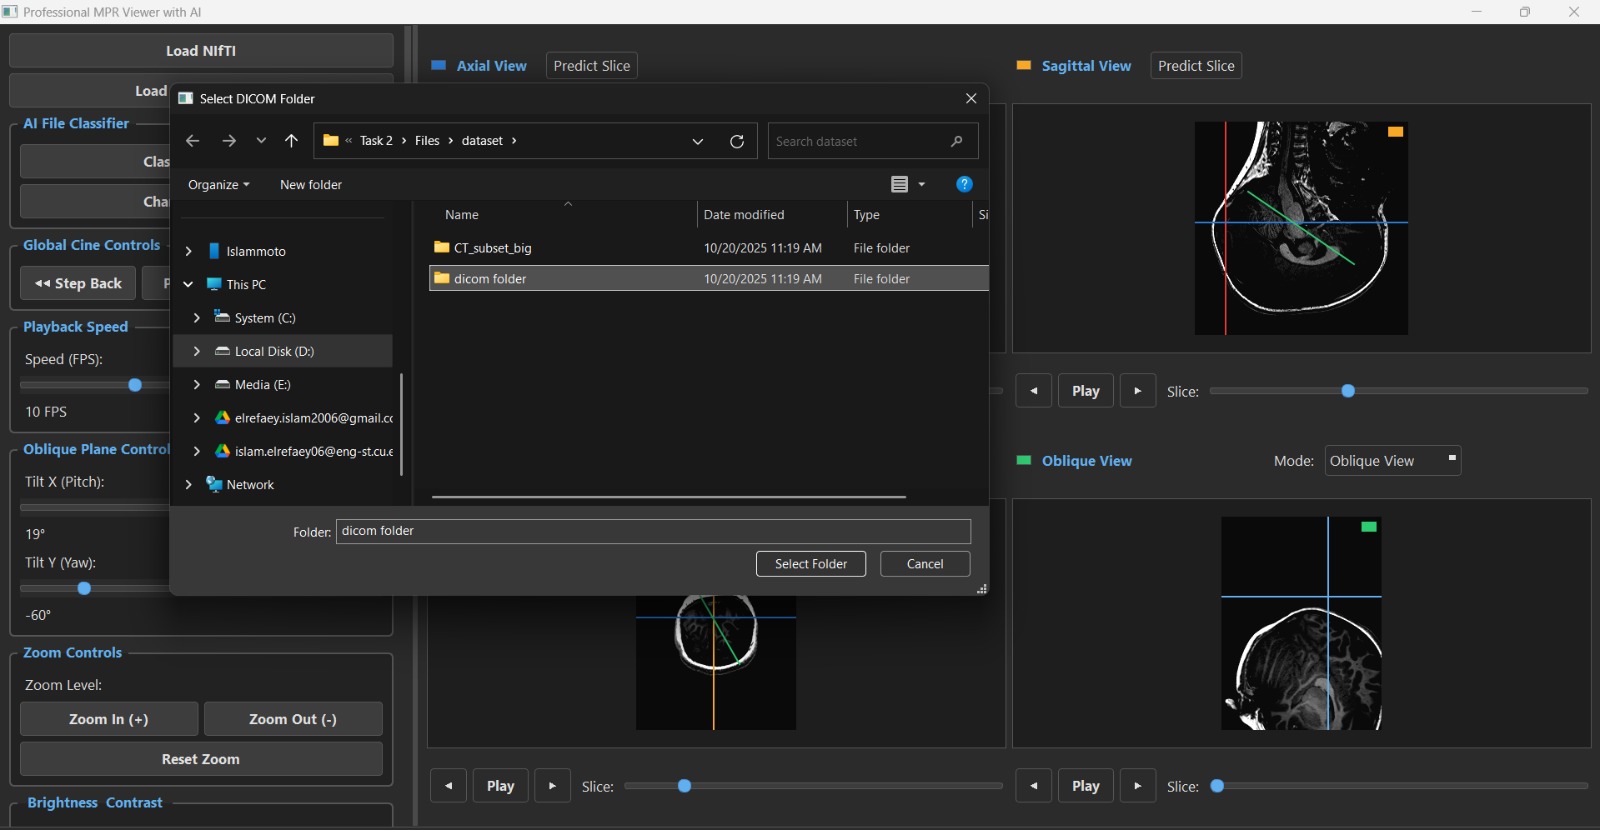 Professional MPR Viewer with AI
Load NIfTI
Load
AI File Classifier
Clas
Cha
Global Cine Controls
◄◄ Step Back
P
Playback Speed
Speed (FPS):
10 FPS
Oblique Plane Control
Tilt X (Pitch):
19°
Tilt Y (Yaw):
-60°
Zoom Controls
Zoom Level:
Zoom In (+) Zoom Out (-)
Reset Zoom
Brightness Contrast
Select DICOM Folder
« Task 2 › Files › dataset ›
Search dataset
Organize New folder
?
Name Date modified Type Si
CT_subset_big 10/20/2025 11:19 AM File folder
dicom folder 10/20/2025 11:19 AM File folder
Islammoto
This PC
System (C:)
Local Disk (D:)
Media (E:)
elrefaey.islam2006@gmail.cc
islam.elrefaey06@eng-st.cu.e
Network
Folder: dicom folder
Select Folder Cancel
Axial View Predict Slice
Sagittal View Predict Slice
◄ Play ► Slice:
Oblique View Mode: Oblique View
◄ Play ► Slice:
◄ Play ► Slice: